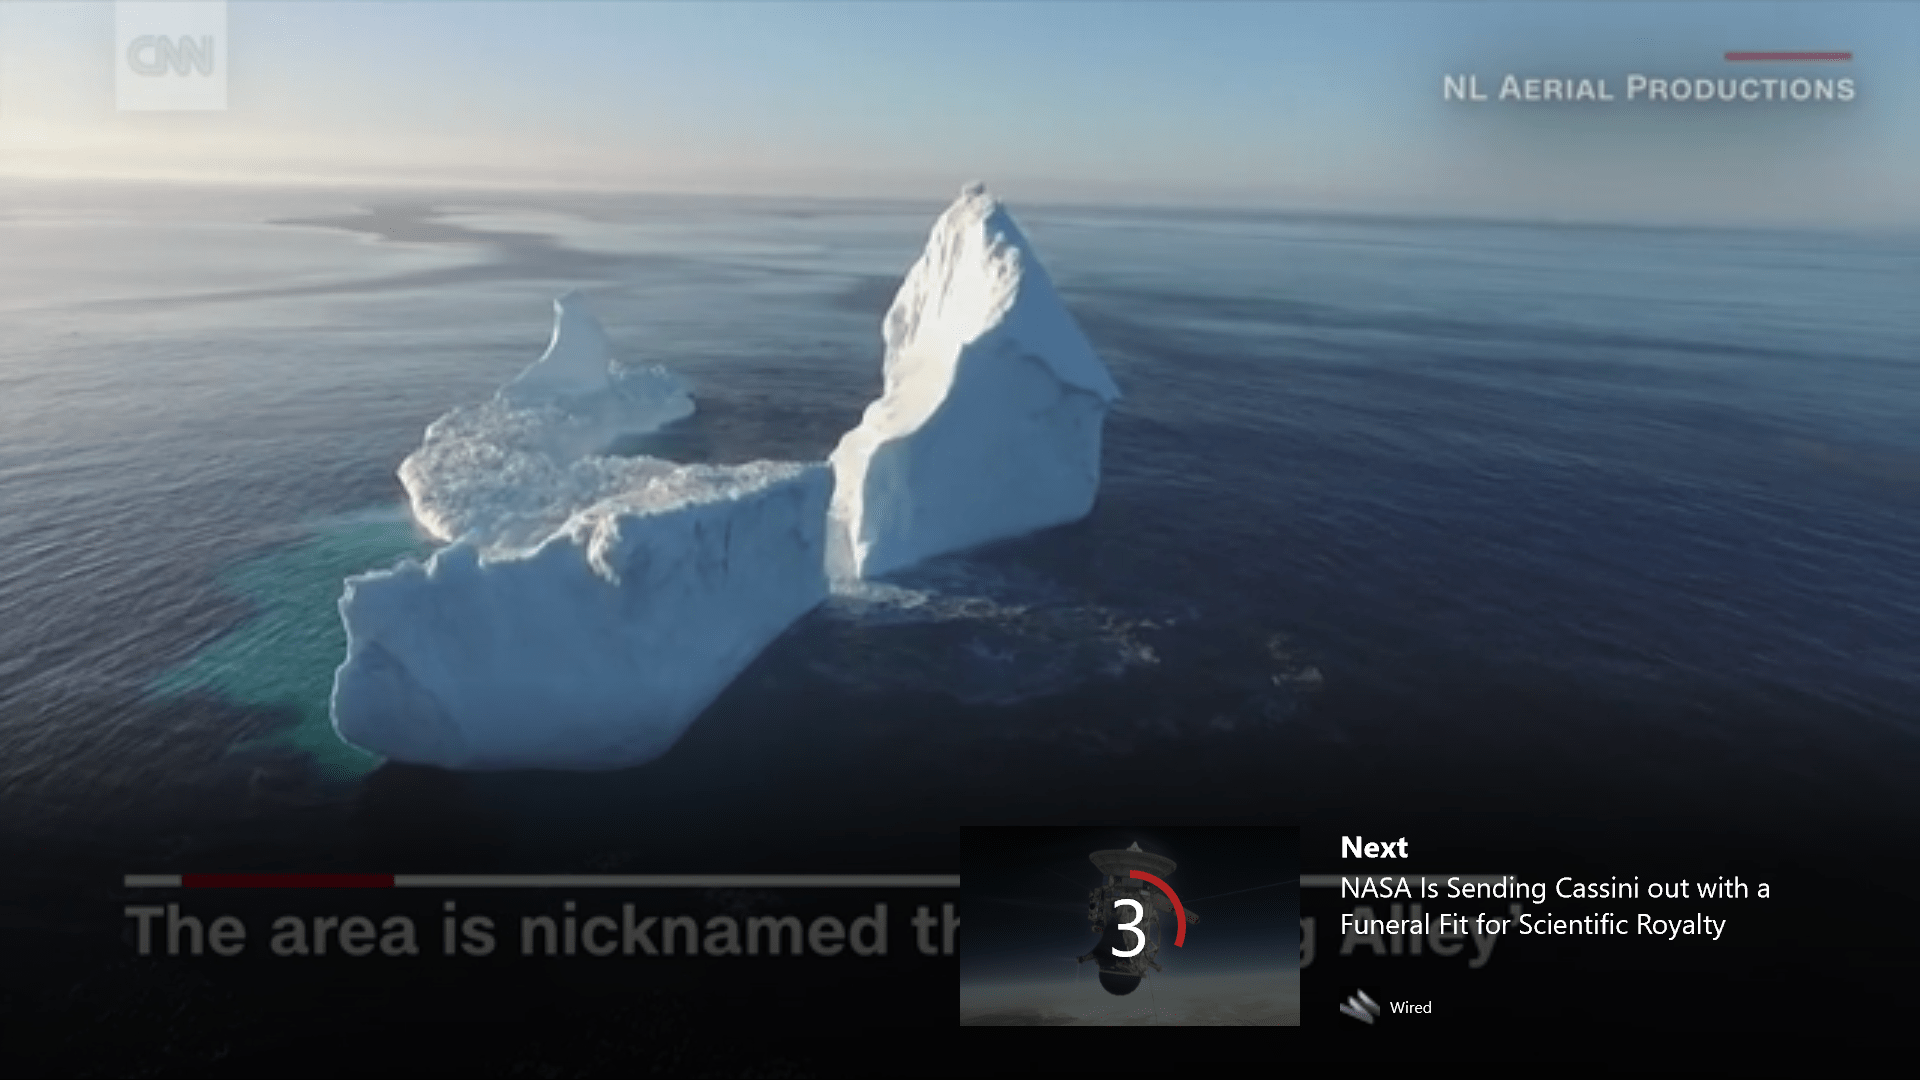 CNN
NL AERIAL PRODUCTIONS
The area is nicknamed
Alley
3
Next
NASA Is Sending Cassini out with a
Funeral Fit for Scientific Royalty
Wired